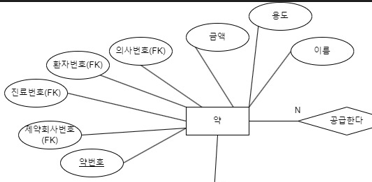 용도
금액
이름
의사번호(FK)
환자번호(FK)
진료번호(FK)
N
약
공급한다
제약회사번호
(FK)
약번호